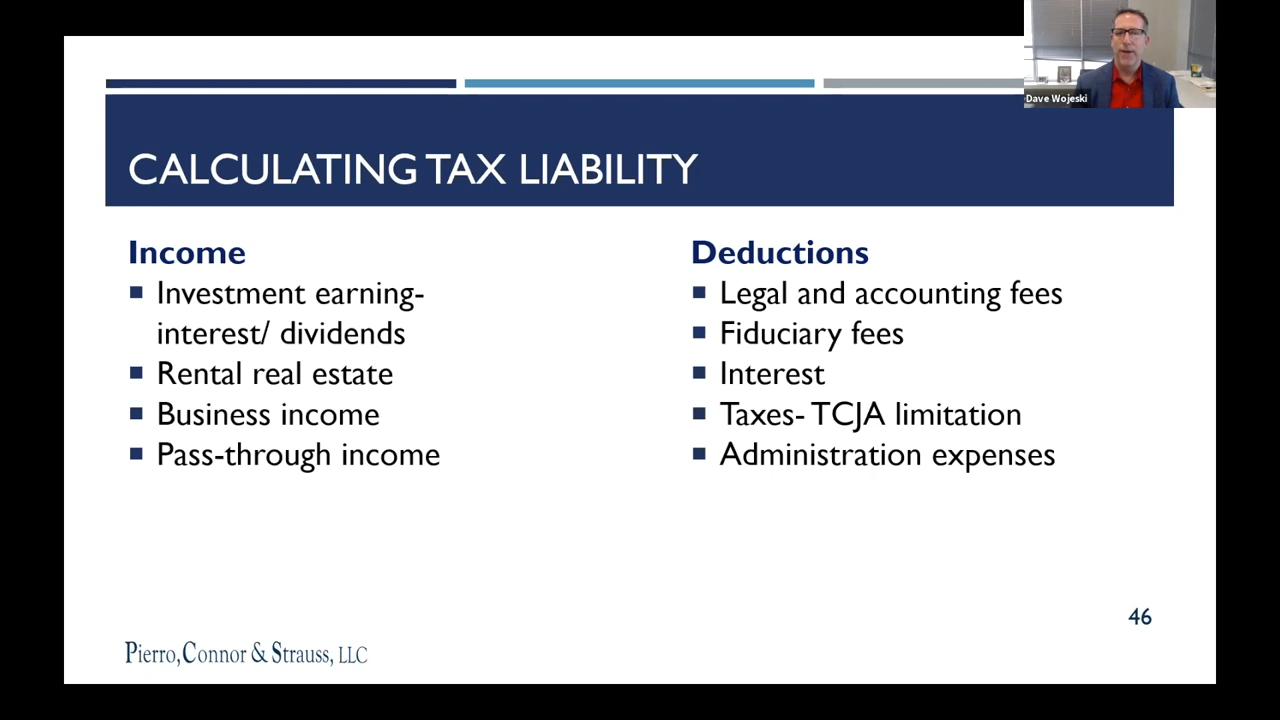 Dave Wojeski
CALCULATING TAX LIABILITY
Income
▪ Investment earning-
interest/ dividends
▪ Rental real estate
▪ Business income
▪ Pass-through income
Deductions
▪ Legal and accounting fees
▪ Fiduciary fees
▪ Interest
▪ Taxes- TCJA limitation
▪ Administration expenses
46
Pierro, Connor & Strauss, LLC